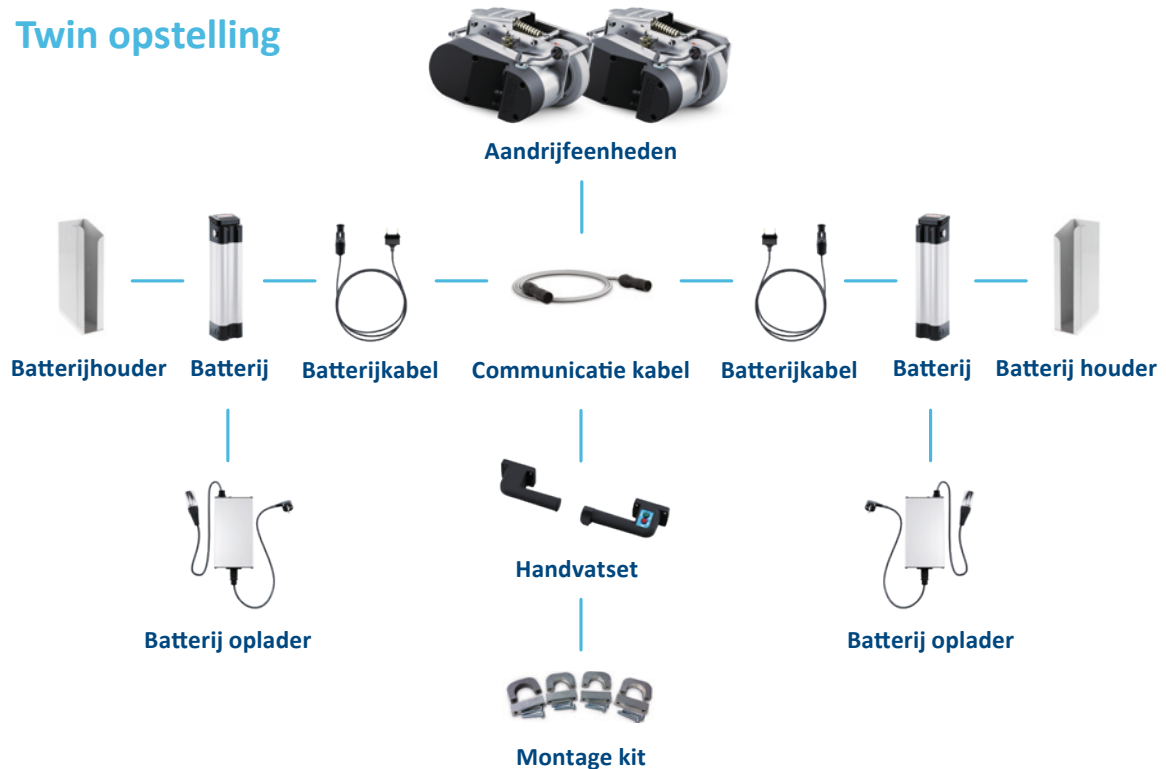 Twin opstelling
Aandrijfeenheden
Batterijhouder
Batterij
Batterijkabel
Communicatie kabel
Batterijkabel
Batterij
Batterij houder
Batterij oplader
Handvatset
Batterij oplader
Montage kit